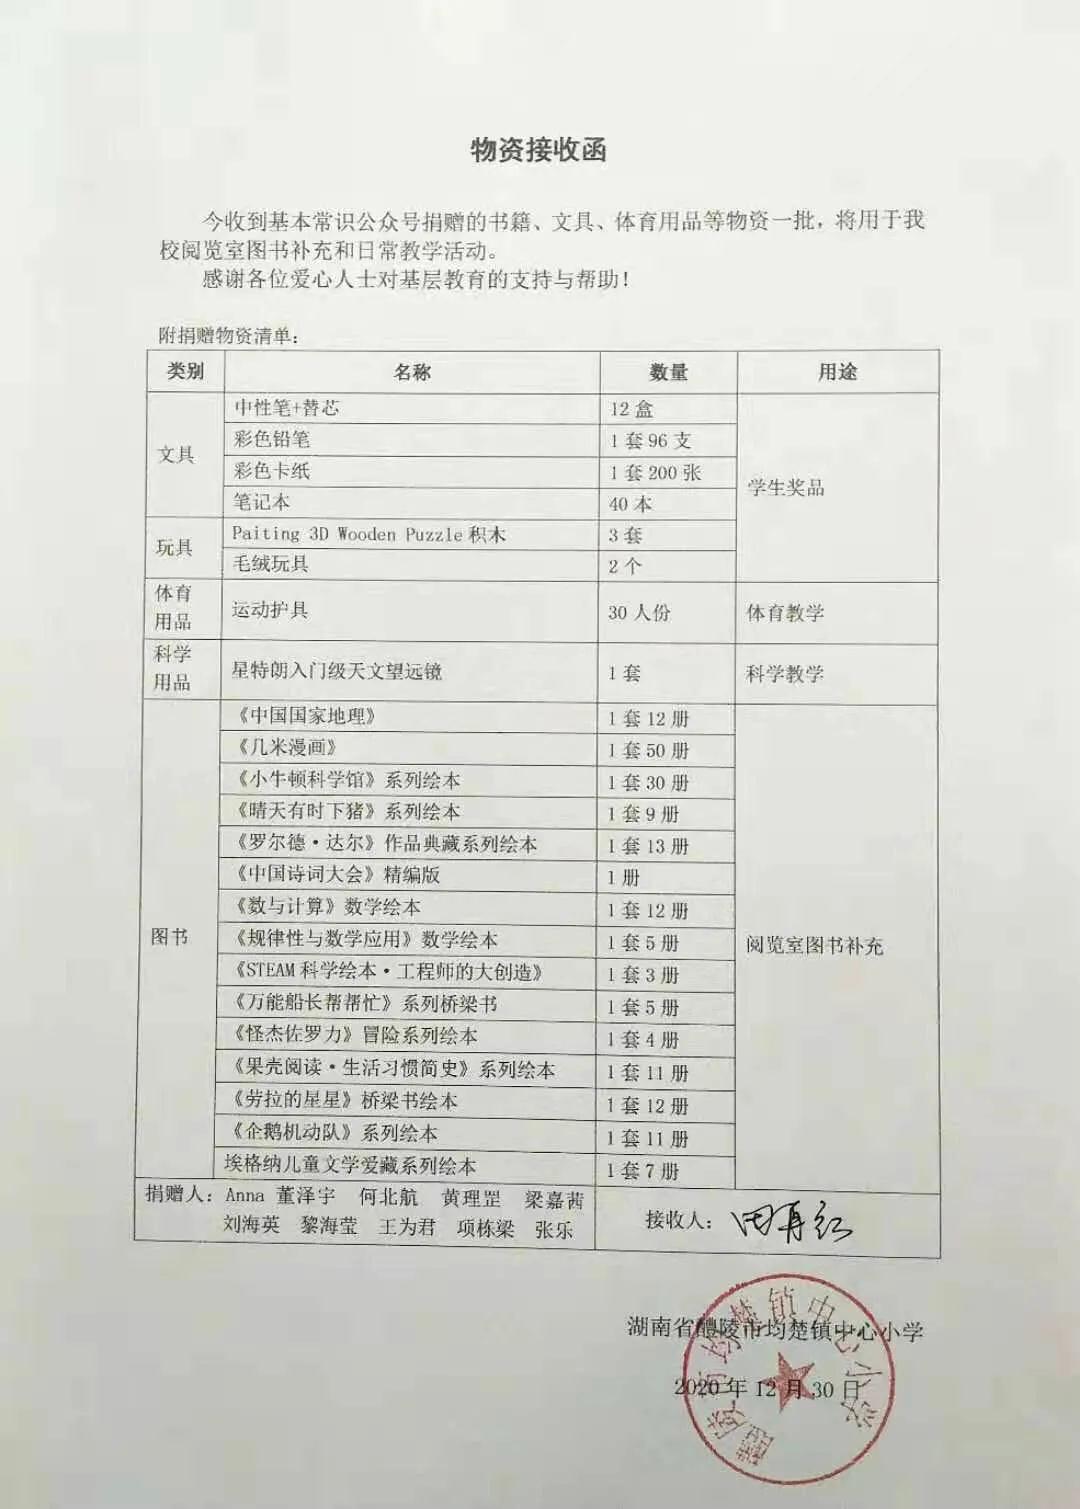 物资接收函
今收到基本常识公众号捐赠的书籍、文具、体育用品等物资一批，将用于我
校阅览室图书补充和日常教学活动。
感谢各位爱心人士对基层教育的支持与帮助！
附捐赠物资清单：
类别 名称 数量 用途
文具 中性笔+替芯 12 盒 学生奖品
彩色铅笔 1 套 96 支
彩色卡纸 1 套 200 张
笔记本 40 本
玩具 Paiting 3D Wooden Puzzle 积木 3 套
毛绒玩具 2 个
体育
用品 运动护具 30 人份 体育教学
科学
用品 星特朗入门级天文望远镜 1 套 科学教学
图书 《中国国家地理》 1 套 12 册 阅览室图书补充
《几米漫画》 1 套 50 册
《小牛顿科学馆》系列绘本 1 套 30 册
《晴天有时下猪》系列绘本 1 套 9 册
《罗尔德·达尔》作品典藏系列绘本 1 套 13 册
《中国诗词大会》精编版 1 册
《数与计算》数学绘本 1 套 12 册
《规律性与数学应用》数学绘本 1 套 5 册
《STEAM 科学绘本·工程师的大创造》 1 套 3 册
《万能船长帮帮忙》系列桥梁书 1 套 5 册
《怪杰佐罗力》冒险系列绘本 1 套 4 册
《果壳阅读·生活习惯简史》系列绘本 1 套 11 册
《劳拉的星星》桥梁书绘本 1 套 12 册
《企鹅机动队》系列绘本 1 套 11 册
埃格纳儿童文学爱藏系列绘本 1 套 7 册
捐赠人：Anna 董泽宇 何北航 黄理罡 梁嘉茜
刘海英 黎海莹 王为君 项栋梁 张乐
接收人：田再红
湖南省醴陵市均楚镇中心小学
2020 年 12 月 30 日
醴陵市均楚镇中心小学